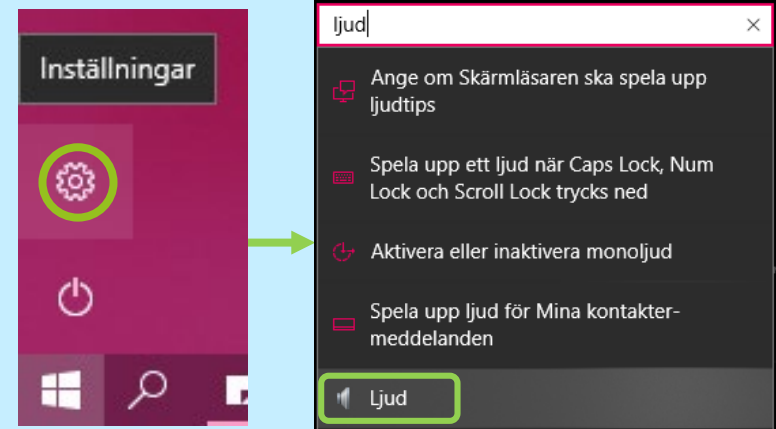 Inställningar
ljud
Ange om Skärmläsaren ska spela upp
ljudtips
Spela upp ett ljud när Caps Lock, Num
Lock och Scroll Lock trycks ned
Aktivera eller inaktivera monoljud
Spela upp ljud för Mina kontakter-
meddelanden
Ljud